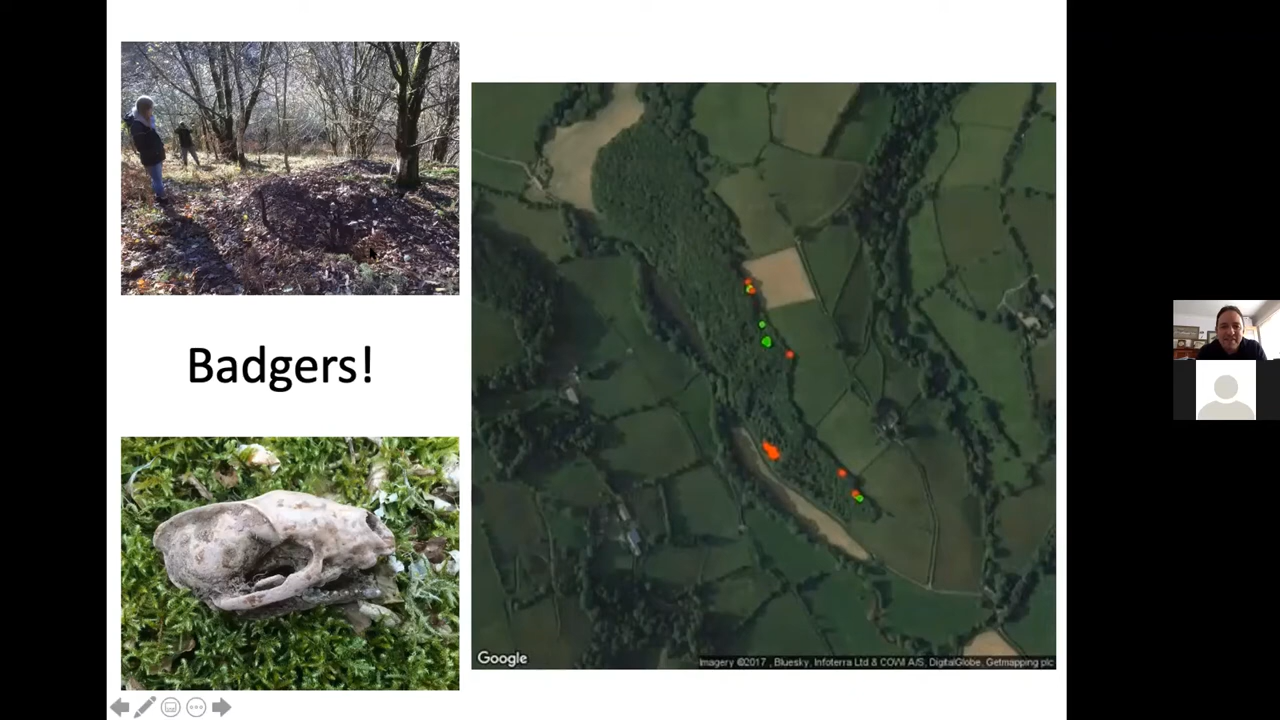 Badgers!
Google
Imagery ©2017 , Bluesky, Infoterra Ltd & COWI A/S, DigitalGlobe, Getmapping plc